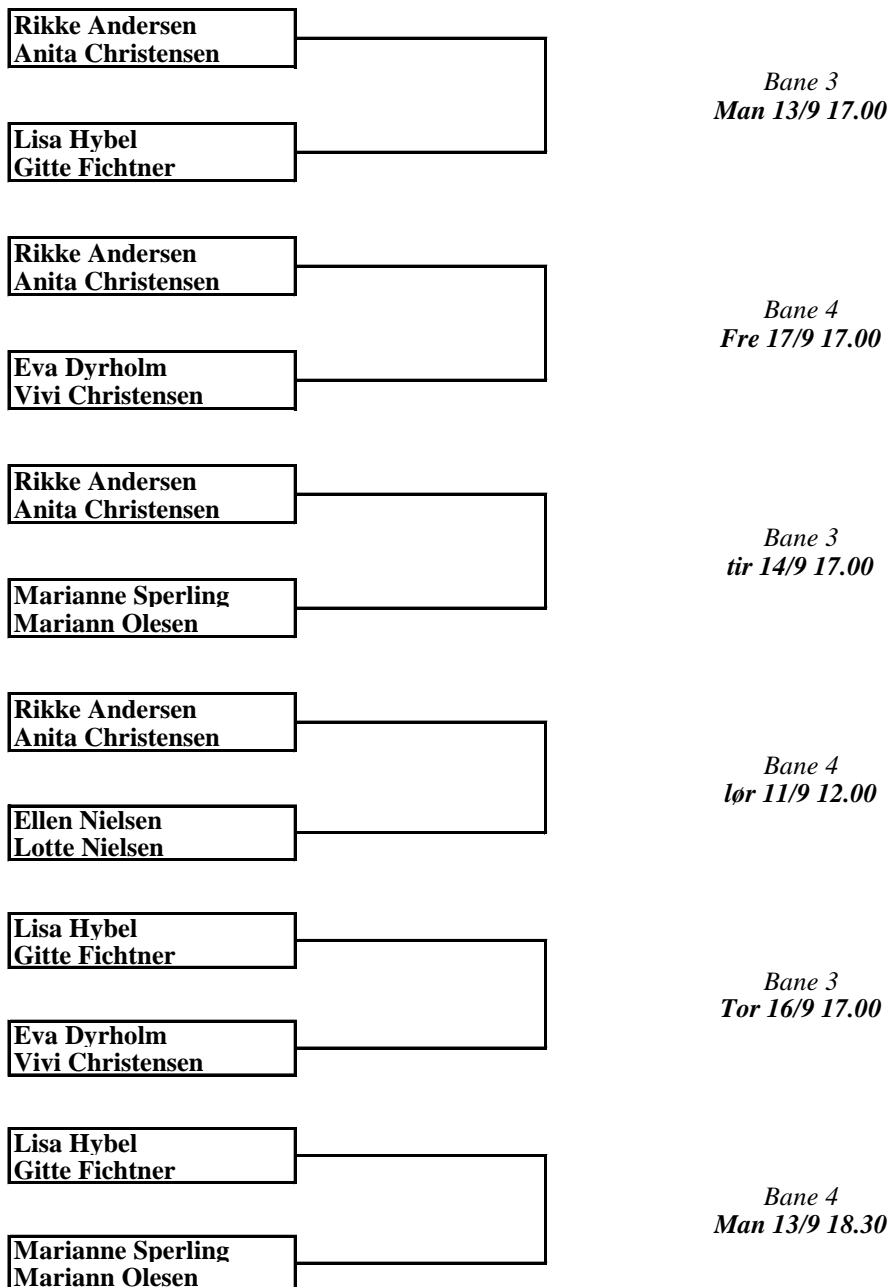 Rikke Andersen
Anita Christensen
Bane 3
Man 13/9 17.00
Lisa Hybel
Gitte Fichtner
Rikke Andersen
Anita Christensen
Bane 4
Fre 17/9 17.00
Eva Dyrholm
Vivi Christensen
Rikke Andersen
Anita Christensen
Bane 3
tir 14/9 17.00
Marianne Sperling
Mariann Olesen
Rikke Andersen
Anita Christensen
Bane 4
lør 11/9 12.00
Ellen Nielsen
Lotte Nielsen
Lisa Hybel
Gitte Fichtner
Bane 3
Tor 16/9 17.00
Eva Dyrholm
Vivi Christensen
Lisa Hybel
Gitte Fichtner
Bane 4
Man 13/9 18.30
Marianne Sperling
Mariann Olesen